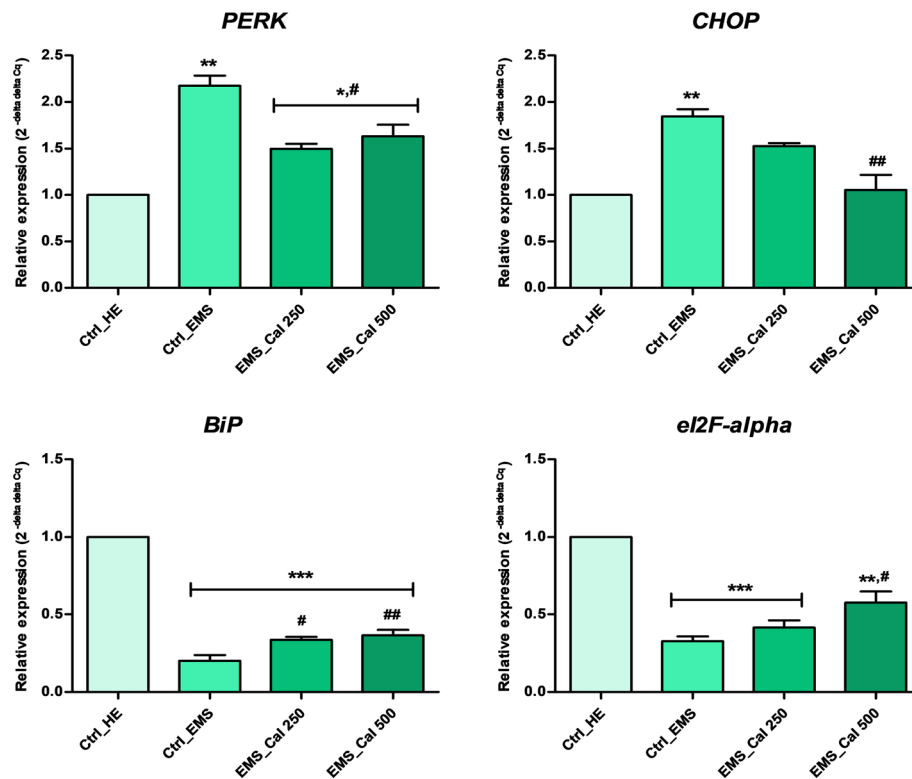 PERK
Relative expression (2 -delta delta Cq)
2.5
2.0
1.5
1.0
0.5
0.0
**
*,#
Ctrl_HE
Ctrl_EMS
EMS_Cal 250
EMS_Cal 500
CHOP
Relative expression (2 -delta delta Cq)
2.5
2.0
1.5
1.0
0.5
0.0
**
##
Ctrl_HE
Ctrl_EMS
EMS_Cal 250
EMS_Cal 500
BiP
Relative expression (2 -delta delta Cq)
1.5
1.0
0.5
0.0
***
#
##
Ctrl_HE
Ctrl_EMS
EMS_Cal 250
EMS_Cal 500
eI2F-alpha
Relative expression (2 -delta delta Cq)
1.5
1.0
0.5
0.0
***
**,#
Ctrl_HE
Ctrl_EMS
EMS_Cal 250
EMS_Cal 500